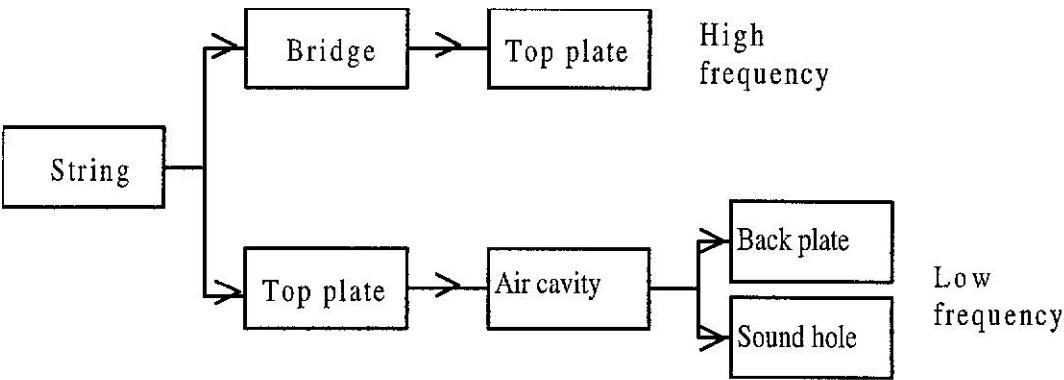 Bridge
Top plate
High
frequency
String
Top plate
Air cavity
Back plate
Sound hole
Low
frequency